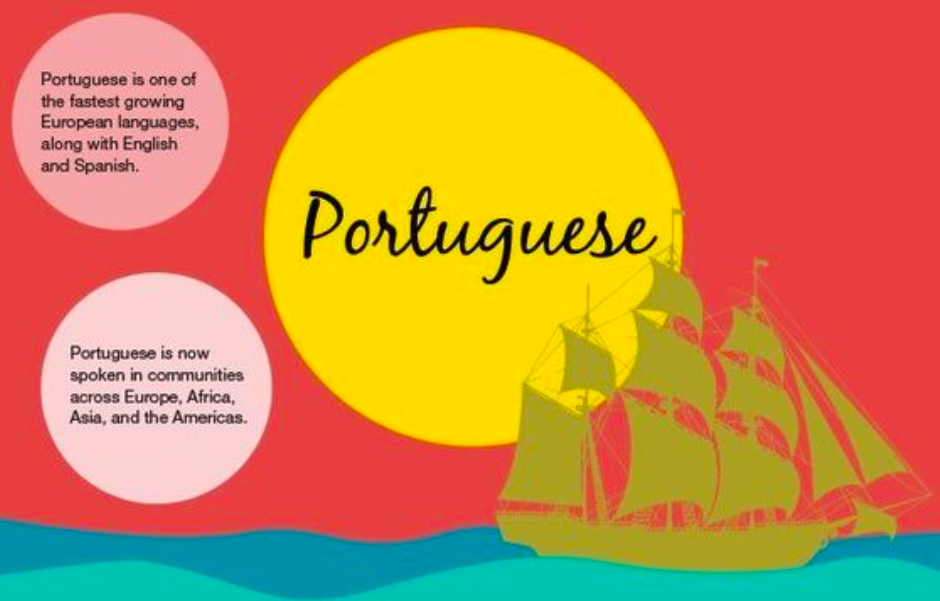 Portuguese is one of
the fastest growing
European languages,
along with English
and Spanish.
Portuguese
Portuguese is now
spoken in communities
across Europe, Africa,
Asia, and the Americas.